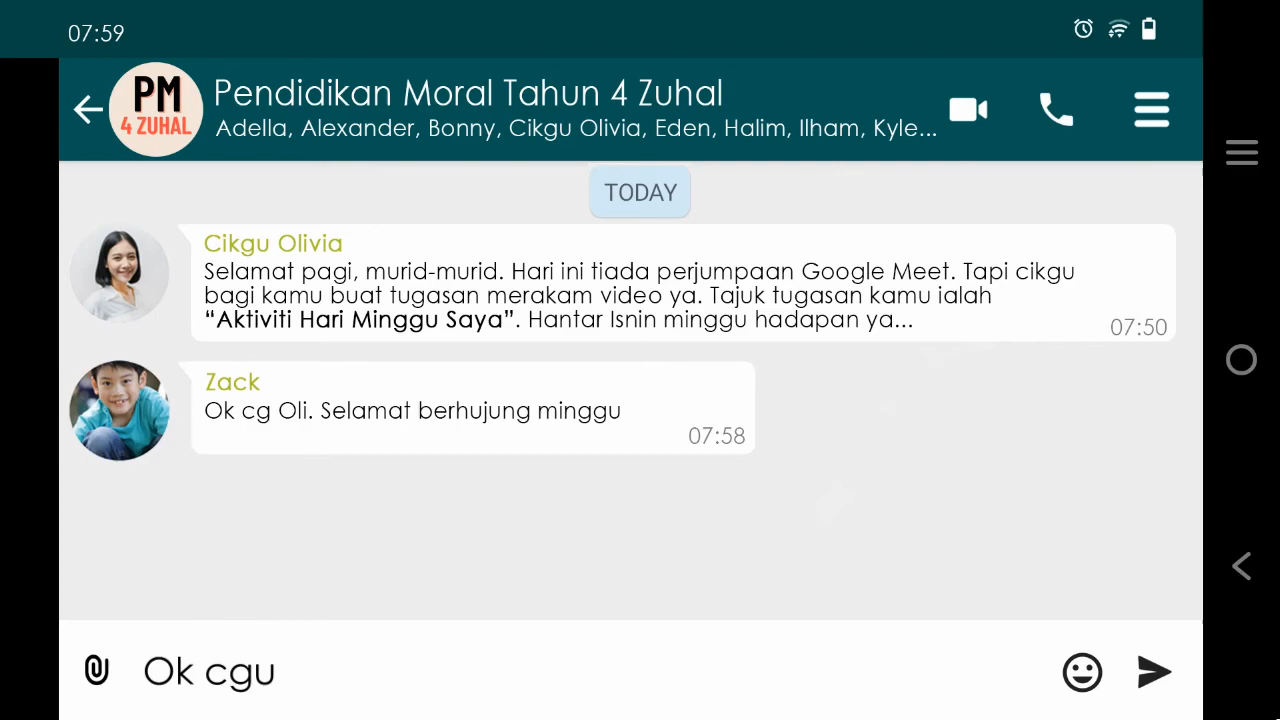 07:59
PM
4 ZUHAL
Pendidikan Moral Tahun 4 Zuhal
Adella, Alexander, Bonny, Cikgu Olivia, Eden, Halim, Ilham, Kyle...
TODAY
Cikgu Olivia
Selamat pagi, murid-murid. Hari ini tiada perjumpaan Google Meet. Tapi cikgu
bagi kamu buat tugasan merakam video ya. Tajuk tugasan kamu ialah
“Aktiviti Hari Minggu Saya”. Hantar Isnin minggu hadapan ya...
07:50
Zack
Ok cg Oli. Selamat berhujung minggu
07:58
Ok cgu